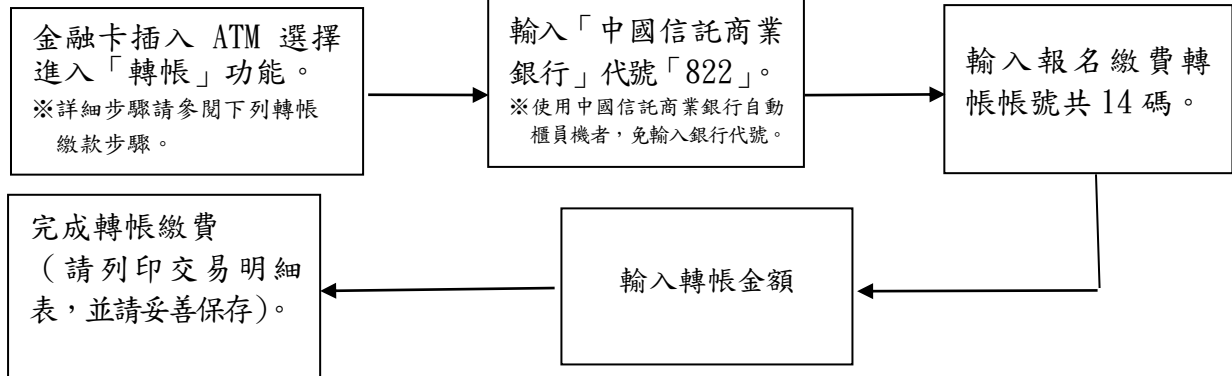 金融卡插入 ATM 選擇
進入「轉帳」功能。
※詳細步驟請參閱下列轉帳
繳款步驟。
輸入「中國信託商業
銀行」代號「822」。
※使用中國信託商業銀行自動
櫃員機者，免輸入銀行代號。
輸入報名繳費轉
帳帳號共 14 碼。
輸入轉帳金額
完成轉帳繳費
（請列印交易明細
表，並請妥善保存）。